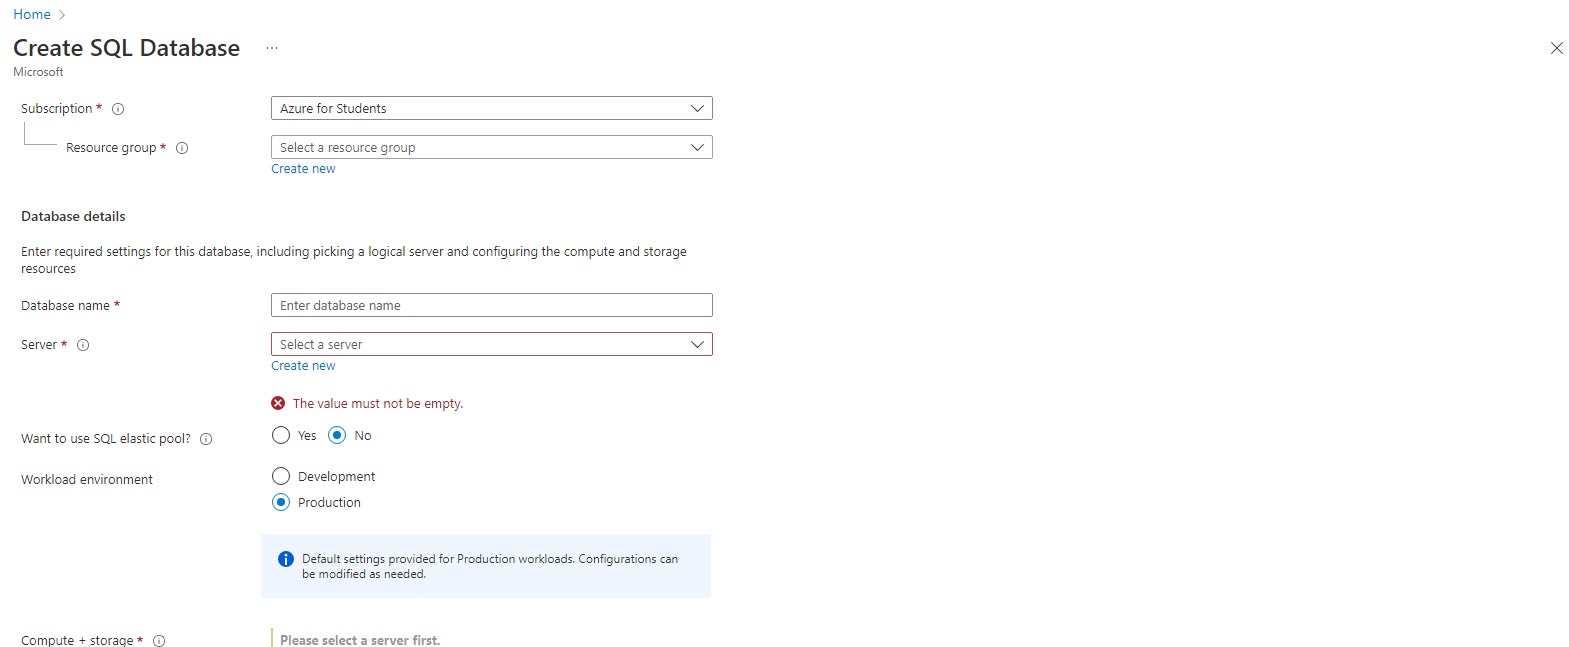 Home
Create SQL Database ...
Microsoft
Subscription *
Azure for Students
Resource group *
Select a resource group
Create new
Database details
Enter required settings for this database, including picking a logical server and configuring the compute and storage
resources
Database name *
Enter database name
Server *
Select a server
Create new
The value must not be empty.
Want to use SQL elastic pool?
Yes No
Workload environment
Development
Production
Default settings provided for Production workloads. Configurations can
be modified as needed.
Compute + storage *
Please select a server first.